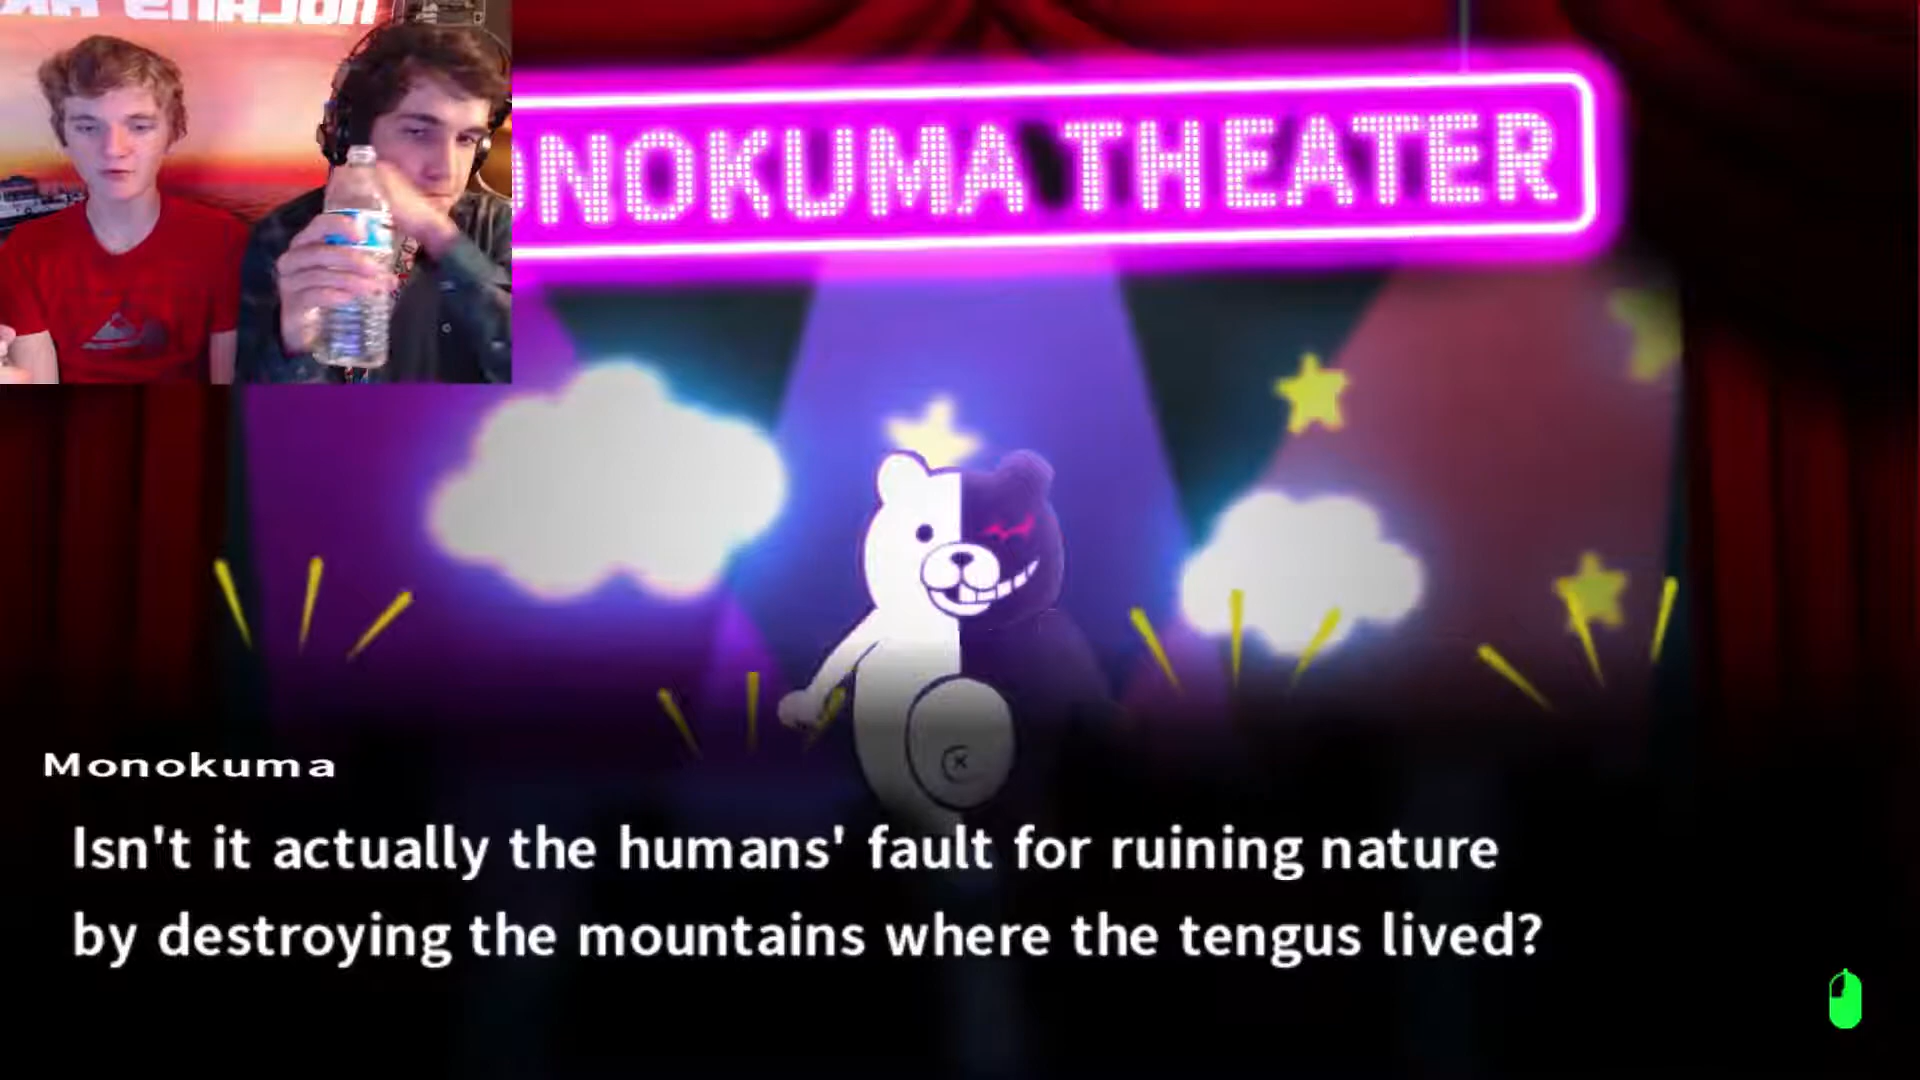 ONOKUMA THEATER
Monokuma
Isn't it actually the humans' fault for ruining nature
by destroying the mountains where the tengus lived?